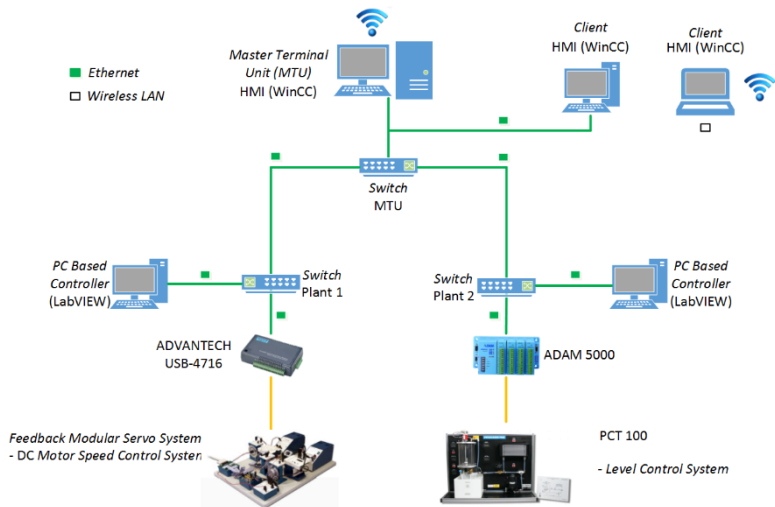 Master Terminal
Unit (MTU)
HMI (WinCC)
Client
HMI (WinCC)
Client
HMI (WinCC)
Ethernet
Wireless LAN
Switch
MTU
PC Based
Controller
(LabVIEW)
Switch
Plant 1
Switch
Plant 2
PC Based
Controller
(LabVIEW)
ADVANTECH
USB-4716
ADAM 5000
Feedback Modular Servo System
- DC Motor Speed Control System
PCT 100
- Level Control System